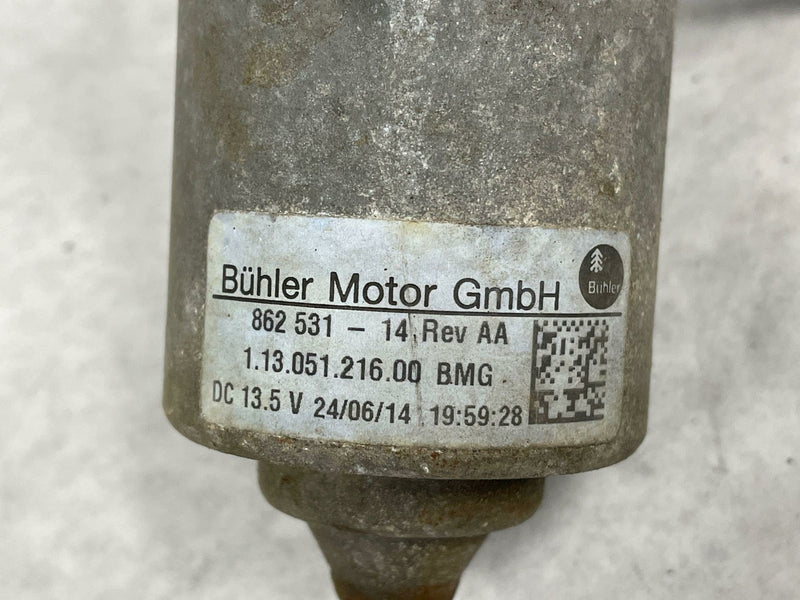 Bühler Motor GmbH
Bühler
862 531 - 14 Rev AA
1.13.051.216.00 BMG
DC 13.5 V 24/06/14 19:59:28